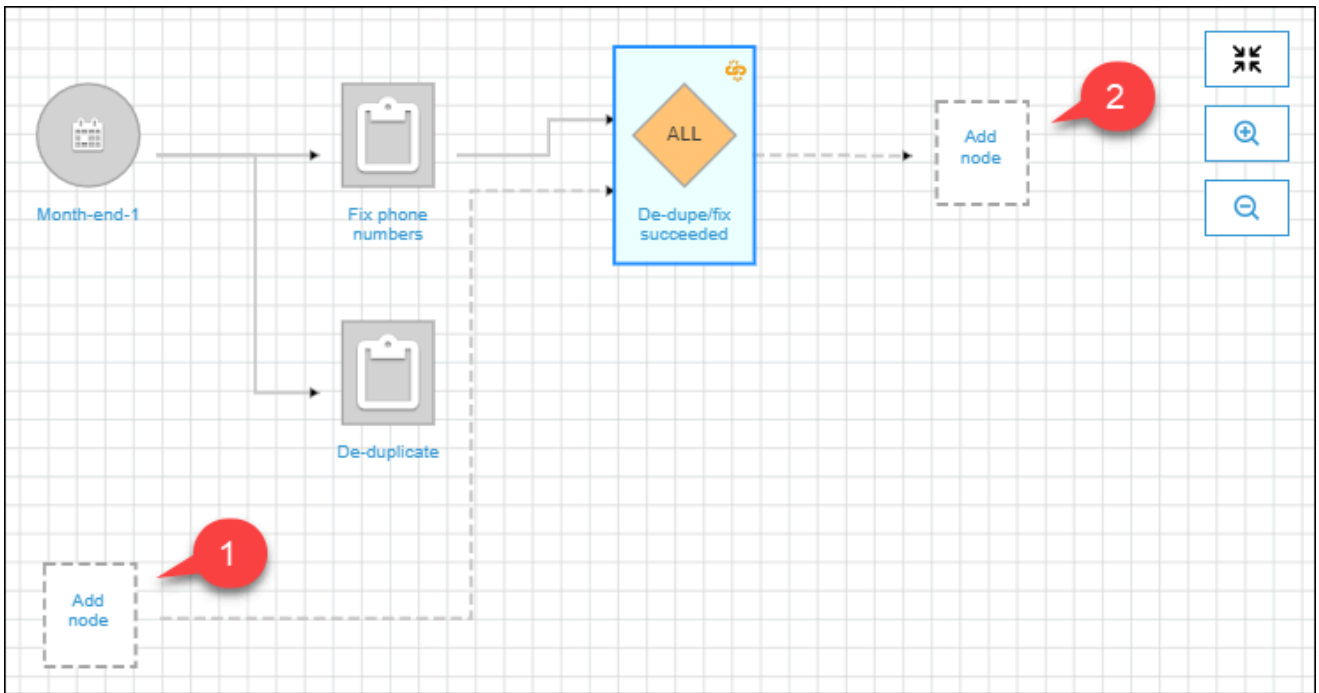 ALL
2
Add
node
Month-end-1
Fix phone
numbers
De-dupe/fix
succeeded
De-duplicate
1
Add
node